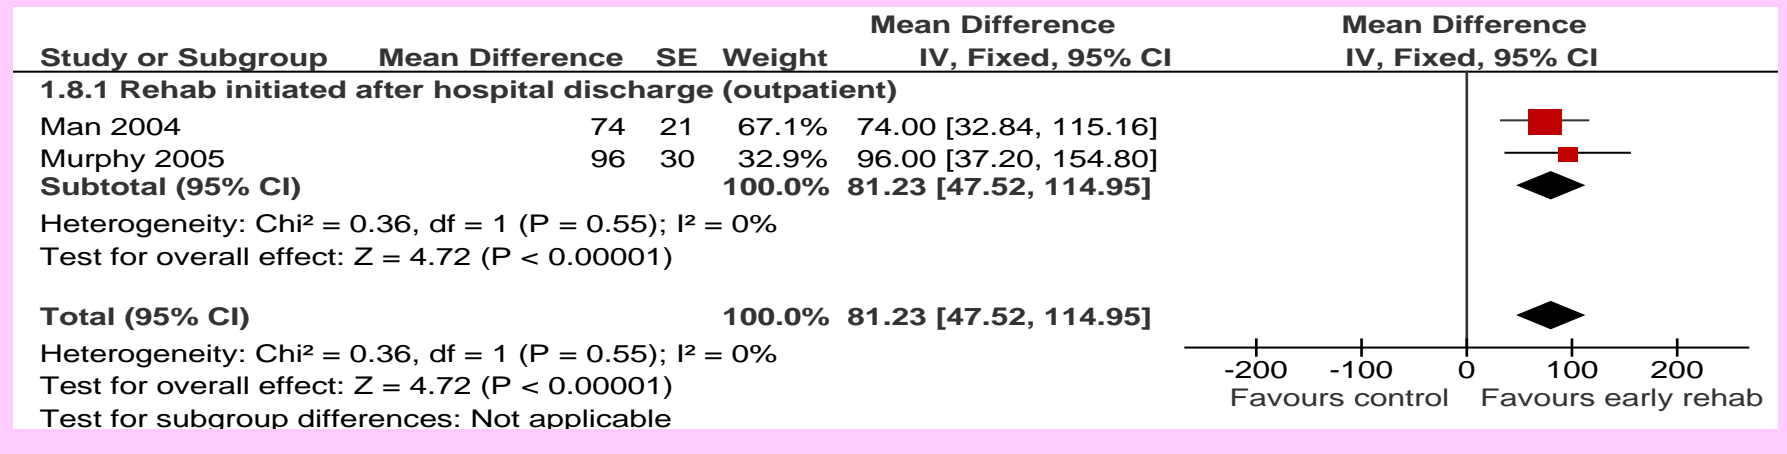 Mean Difference Mean Difference
Study or Subgroup Mean Difference SE Weight IV, Fixed, 95% CI IV, Fixed, 95% CI
1.8.1 Rehab initiated after hospital discharge (outpatient)
Man 2004 74 21 67.1% 74.00 [32.84, 115.16]
Murphy 2005 96 30 32.9% 96.00 [37.20, 154.80]
Subtotal (95% CI) 100.0% 81.23 [47.52, 114.95]
Heterogeneity: Chi² = 0.36, df = 1 (P = 0.55); I² = 0%
Test for overall effect: Z = 4.72 (P < 0.00001)
Total (95% CI) 100.0% 81.23 [47.52, 114.95]
Heterogeneity: Chi² = 0.36, df = 1 (P = 0.55); I² = 0%
Test for overall effect: Z = 4.72 (P < 0.00001)
Test for subgroup differences: Not applicable
-200 -100 0 100 200
Favours control Favours early rehab